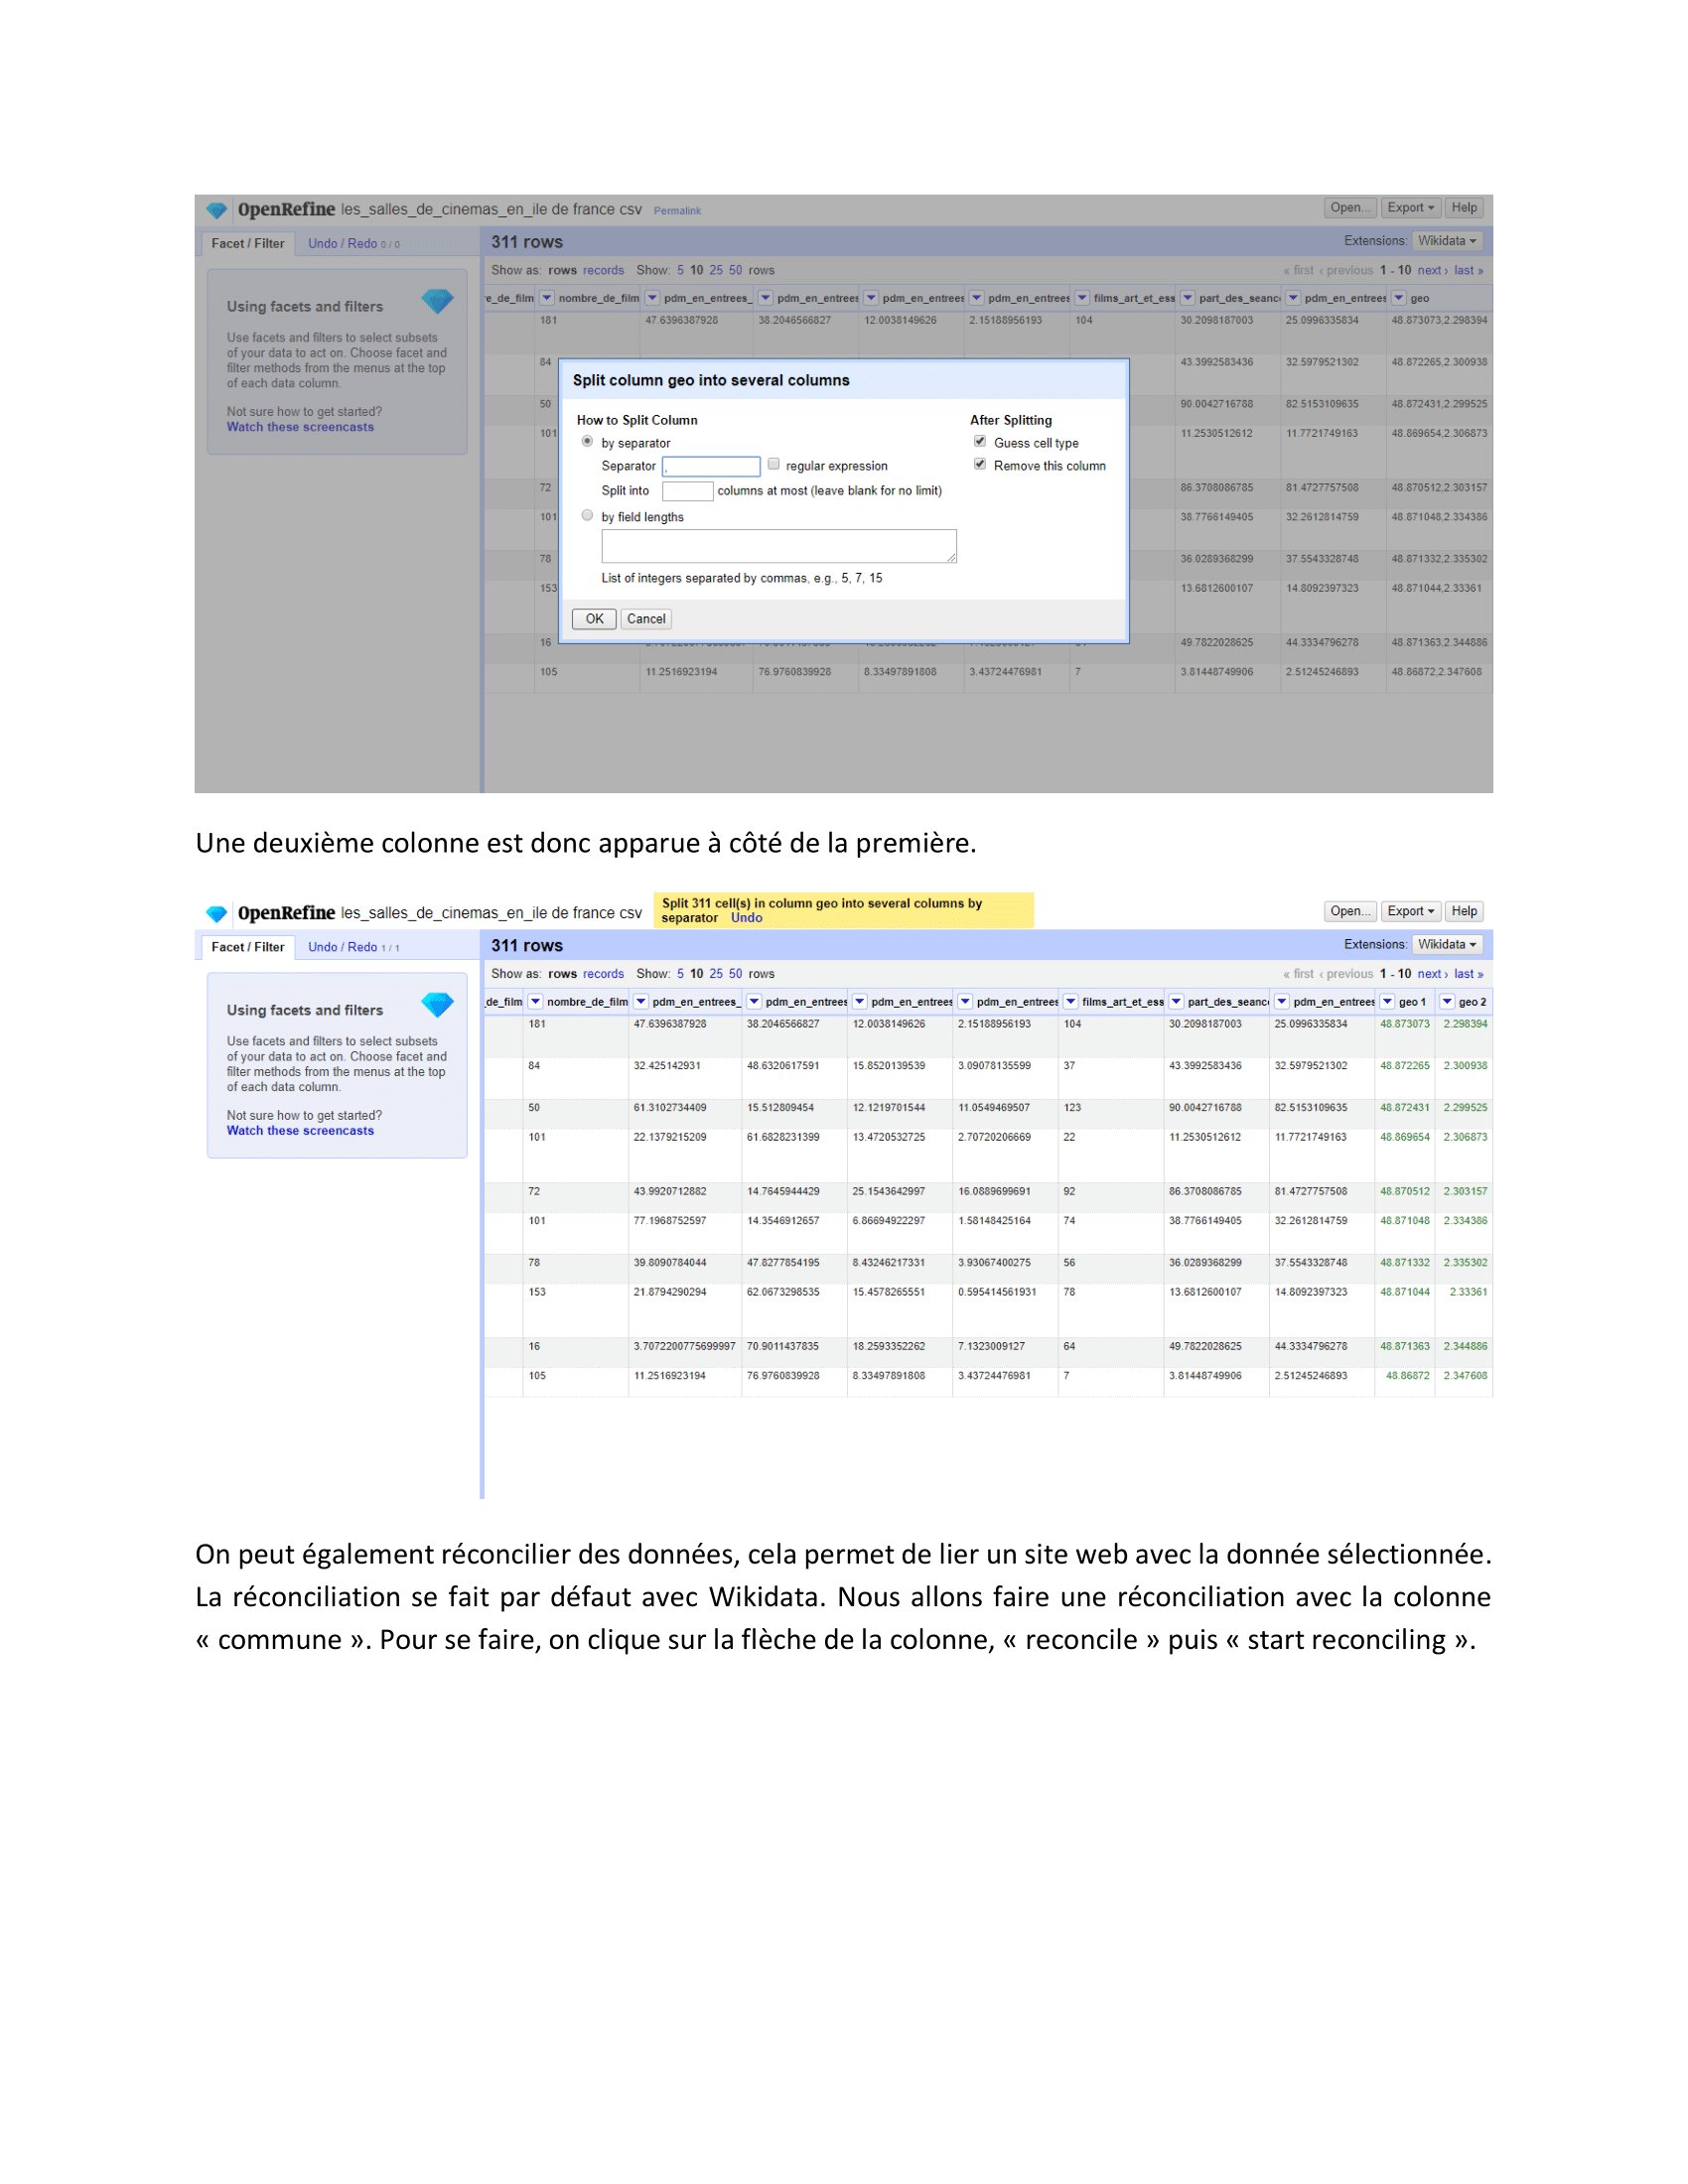 OpenRefine les_salles_de_cinemas_en_ile de france csv Permalink Open... Export Help
Facet / Filter Undo / Redo 0 / 0 311 rows Extensions: Wikidata
Show as: rows records Show: 5 10 25 50 rows « first ‹ previous 1 - 10 next › last »
Using facets and filters
Use facets and filters to select subsets
of your data to act on. Choose facet and
filter methods from the menus at the top
of each data column.
Not sure how to get started?
Watch these screencasts
e_de_film nombre_de_film pdm_en_entrees_ pdm_en_entrees pdm_en_entrees pdm_en_entrees films_art_et_ess part_des_seanc pdm_en_entrees geo
181 47.6396387928 38.2046566827 12.0038149626 2.15188956193 104 30.2098187003 25.0996335834 48.873073,2.298394
84 43.3992583436 32.5979521302 48.872265,2.300938
50 90.0042716788 82.5153109635 48.872431,2.299525
101 11.2530512612 11.7721749163 48.869654,2.306873
72 86.3708086785 81.4727757508 48.870512,2.303157
101 38.7766149405 32.2612814759 48.871048,2.334386
78 36.0289368299 37.5543328748 48.871332,2.335302
153 13.6812600107 14.8092397323 48.871044,2.33361
16 49.7822028625 44.3334796278 48.871363,2.344886
105 11.2516923194 76.9760839928 8.33497891808 3.43724476981 7 3.81448749906 2.51245246893 48.86872,2.347608
Split column geo into several columns
How to Split Column After Splitting
by separator Guess cell type
Separator , regular expression Remove this column
Split into columns at most (leave blank for no limit)
by field lengths
List of integers separated by commas, e.g., 5, 7, 15
OK Cancel
Une deuxième colonne est donc apparue à côté de la première.
OpenRefine les_salles_de_cinemas_en_ile de france csv Split 311 cell(s) in column geo into several columns by
separator Undo Open... Export Help
Facet / Filter Undo / Redo 1 / 1 311 rows Extensions: Wikidata
Show as: rows records Show: 5 10 25 50 rows « first ‹ previous 1 - 10 next › last »
Using facets and filters
Use facets and filters to select subsets
of your data to act on. Choose facet and
filter methods from the menus at the top
of each data column.
Not sure how to get started?
Watch these screencasts
_de_film nombre_de_film pdm_en_entrees_ pdm_en_entrees pdm_en_entrees pdm_en_entrees films_art_et_ess part_des_seanc pdm_en_entrees geo 1 geo 2
181 47.6396387928 38.2046566827 12.0038149626 2.15188956193 104 30.2098187003 25.0996335834 48.873073 2.298394
84 32.425142931 48.6320617591 15.8520139539 3.09078135599 37 43.3992583436 32.5979521302 48.872265 2.300938
50 61.3102734409 15.512809454 12.1219701544 11.0549469507 123 90.0042716788 82.5153109635 48.872431 2.299525
101 22.1379215209 61.6828231399 13.4720532725 2.70720206669 22 11.2530512612 11.7721749163 48.869654 2.306873
72 43.9920712882 14.7645944429 25.1543642997 16.0889699691 92 86.3708086785 81.4727757508 48.870512 2.303157
101 77.1968752597 14.3546912657 6.86694922297 1.58148425164 74 38.7766149405 32.2612814759 48.871048 2.334386
78 39.8090784044 47.8277854195 8.43246217331 3.93067400275 56 36.0289368299 37.5543328748 48.871332 2.335302
153 21.8794290294 62.0673298535 15.4578265551 0.595414561931 78 13.6812600107 14.8092397323 48.871044 2.33361
16 3.7072200775699997 70.9011437835 18.2593352262 7.1323009127 64 49.7822028625 44.3334796278 48.871363 2.344886
105 11.2516923194 76.9760839928 8.33497891808 3.43724476981 7 3.81448749906 2.51245246893 48.86872 2.347608
On peut également réconcilier des données, cela permet de lier un site web avec la donnée sélectionnée.
La réconciliation se fait par défaut avec Wikidata. Nous allons faire une réconciliation avec la colonne
« commune ». Pour se faire, on clique sur la flèche de la colonne, « reconcile » puis « start reconciling ».